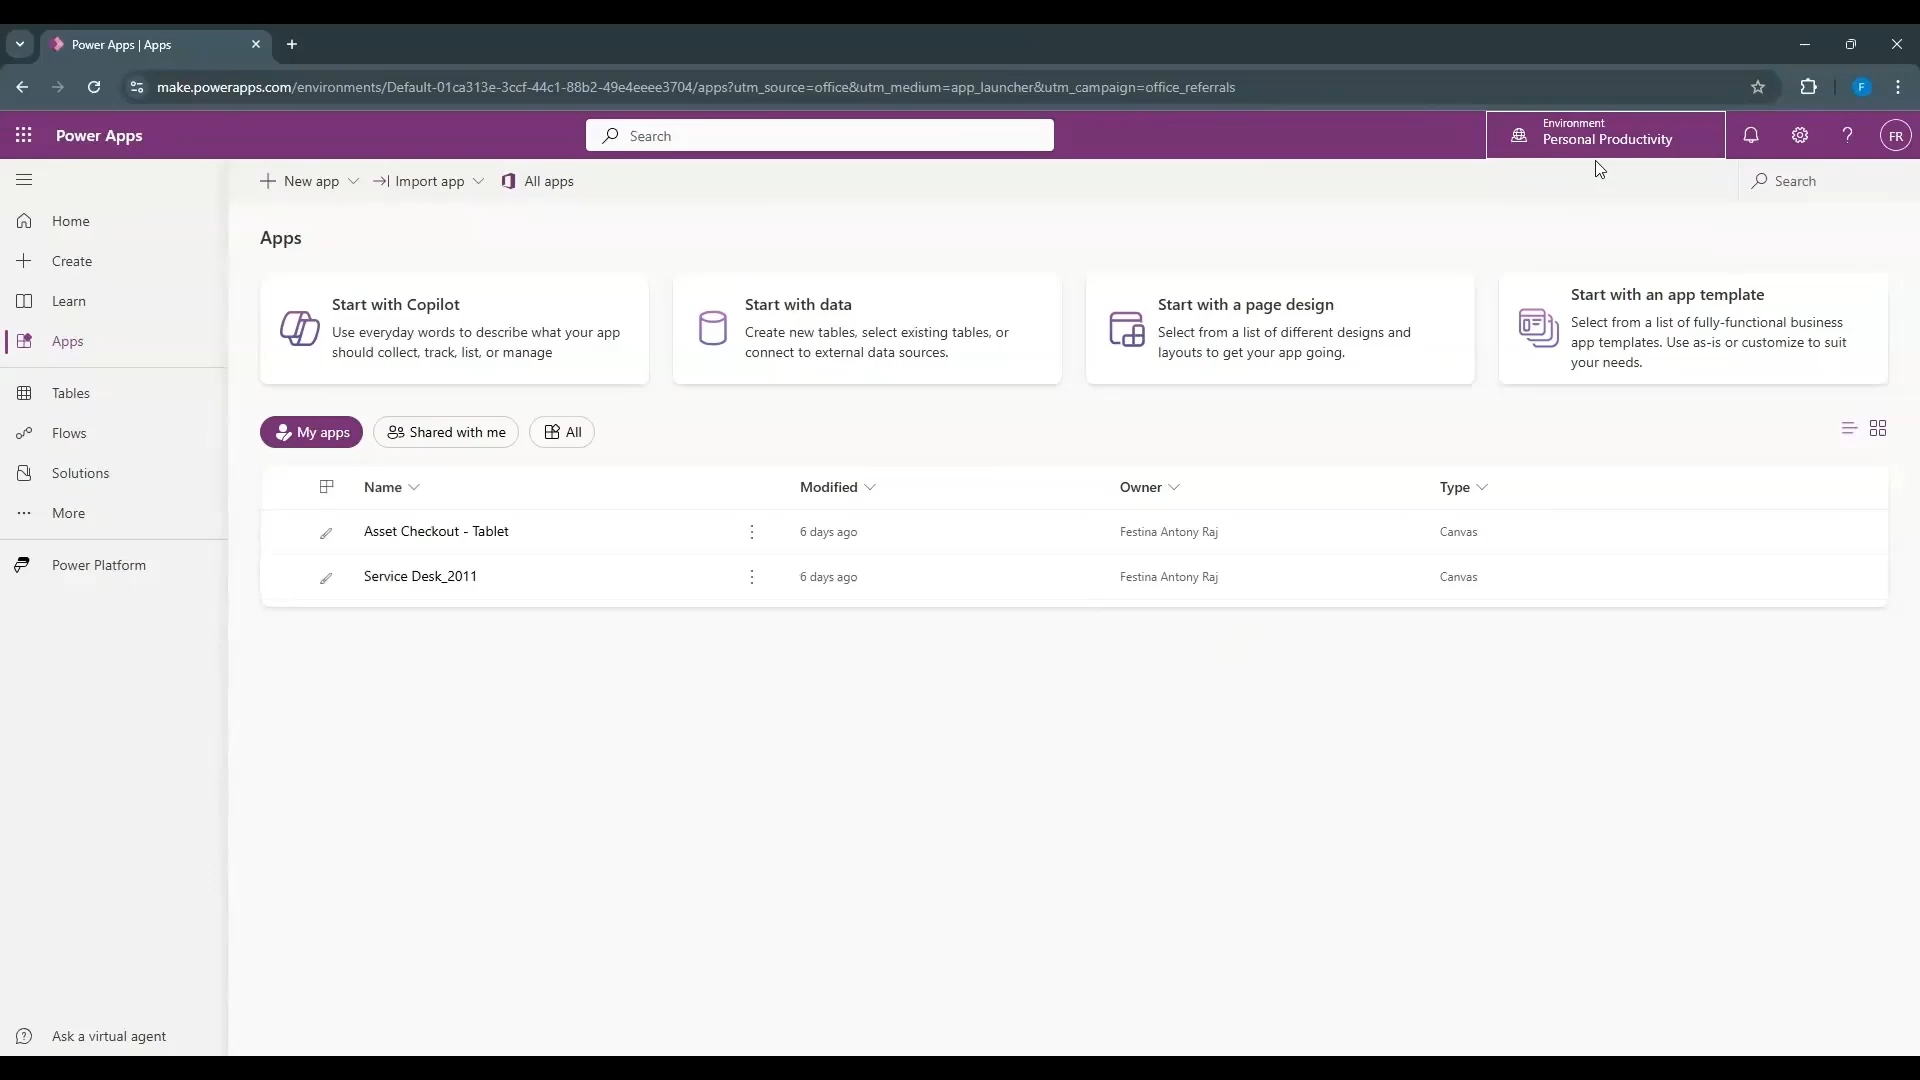 Power Apps | Apps
make.powerapps.com/environments/Default-01ca313e-3ccf-44c1-88b2-49e4eeee3704/apps?utm_source=office&utm_medium=app_launcher&utm_campaign=office_referrals
F
Power Apps
Search
Environment
Personal Productivity
FR
New app
Import app
All apps
Search
Home
Create
Learn
Apps
Tables
Flows
Solutions
More
Power Platform
Ask a virtual agent
Apps
Start with Copilot
Use everyday words to describe what your app
should collect, track, list, or manage
Start with data
Create new tables, select existing tables, or
connect to external data sources.
Start with a page design
Select from a list of different designs and
layouts to get your app going.
Start with an app template
Select from a list of fully-functional business
app templates. Use as-is or customize to suit
your needs.
My apps
Shared with me
All
Name Modified Owner Type
Asset Checkout - Tablet 6 days ago Festina Antony Raj Canvas
Service Desk_2011 6 days ago Festina Antony Raj Canvas